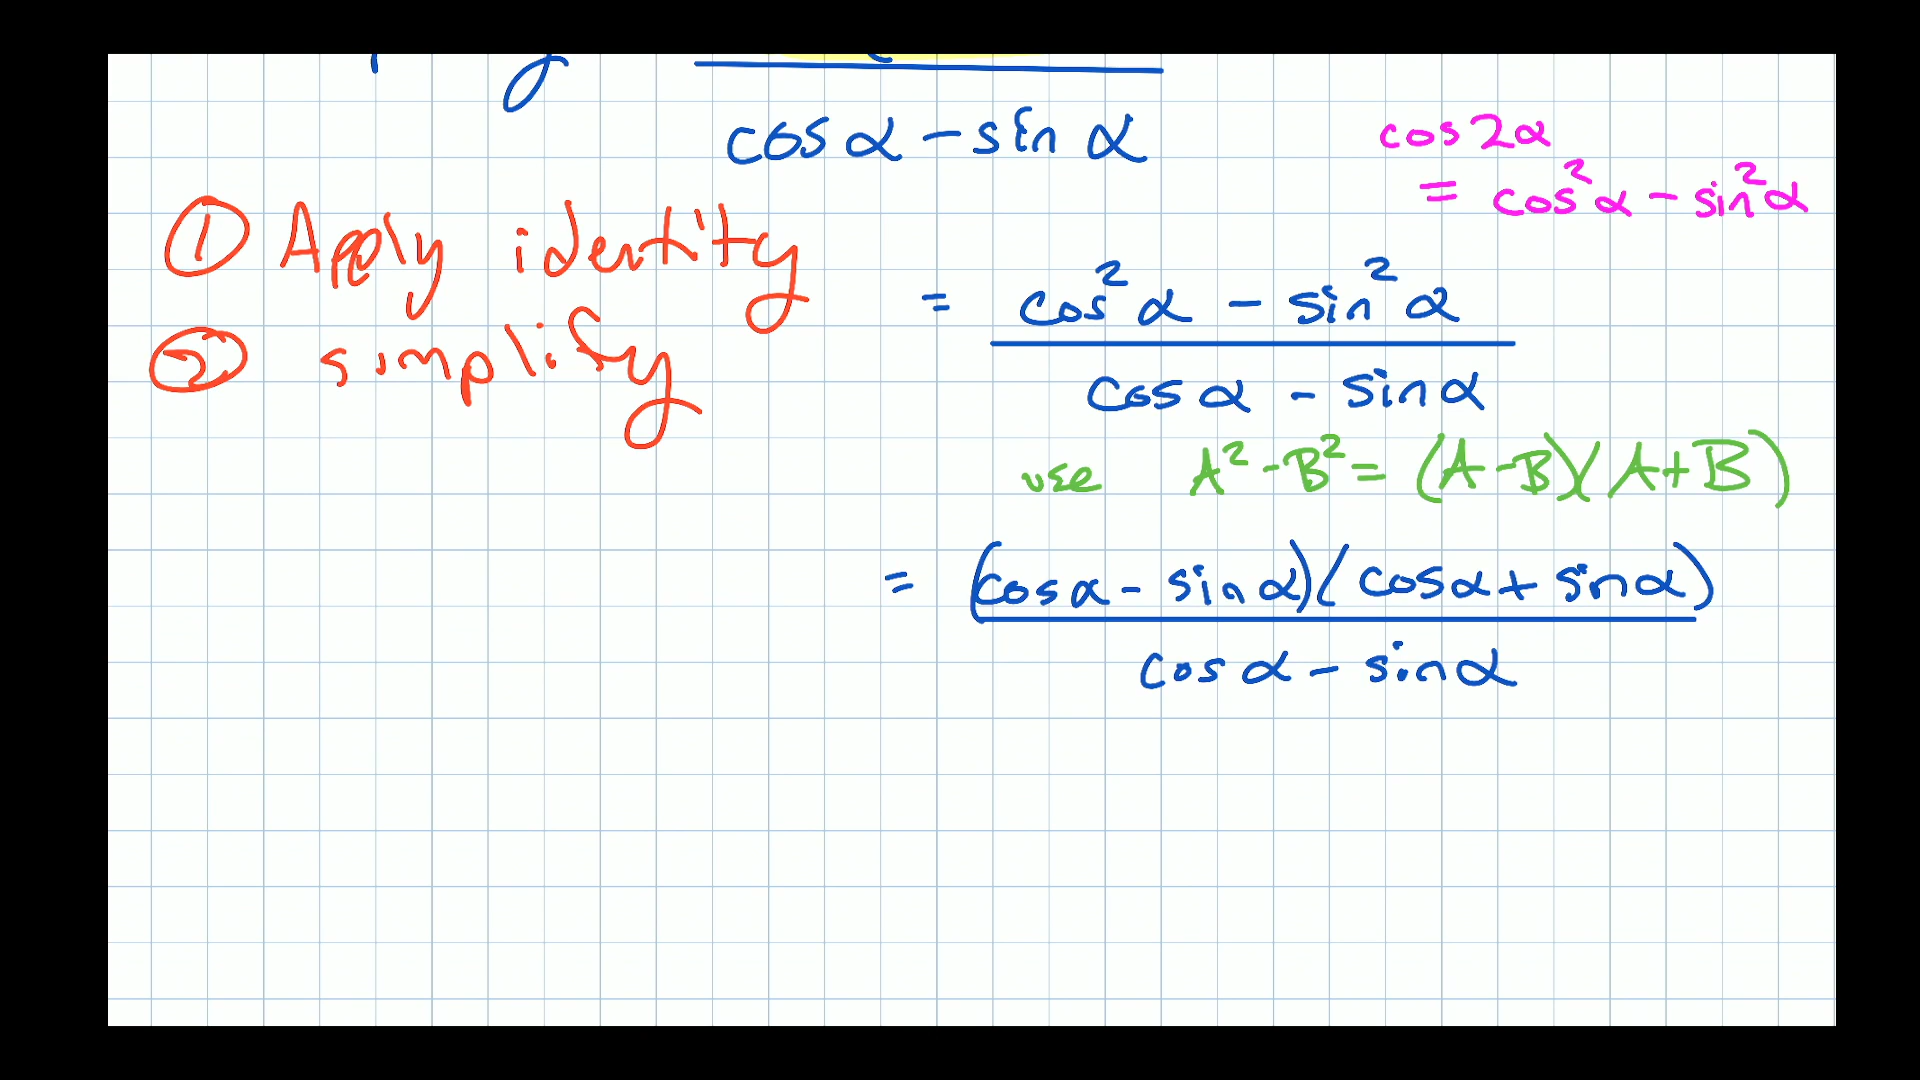 cos α - sin α
cos 2α
= cos²α - sin²α
① Apply identity
② simplify
= cos²α - sin²α
cos α - sin α
use A² - B² = (A - B)(A + B)
= (cos α - sin α)(cos α + sin α)
cos α - sin α